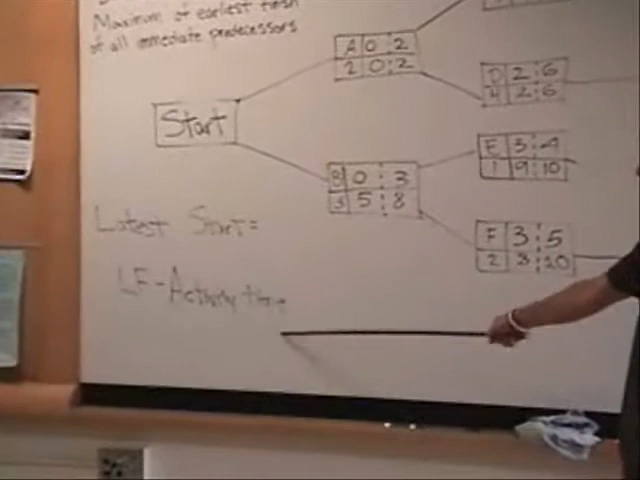 Maximum of earliest finish
of all immediate predecessors
A 0 2
2 0 2
D 2 6
4 2 6
Start
E 3 4
1 9 10
B 0 3
3 5 8
F 3 5
2 8 10
Latest Start=
LF-Activity time